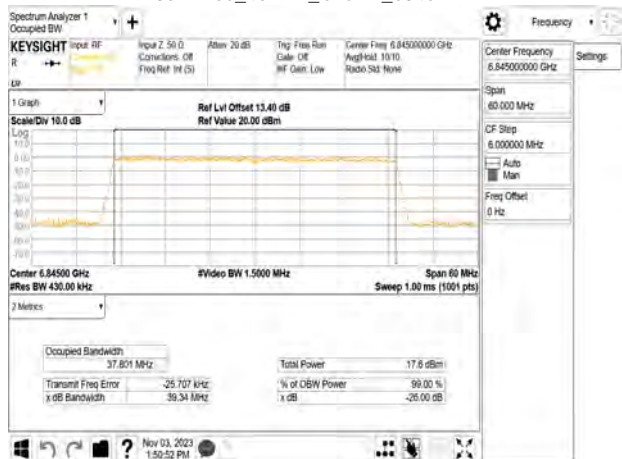 Spectrum Analyzer 1
Occupied BW
Frequency
KEYSIGHT
Input: RF
R
Input Z: 50 Ω
Corrections: Off
Freq Ref: Int (S)
Atten: 20 dB
Trig: Free Run
Gate: Off
#IF Gain: Low
Center Freq: 6.845000000 GHz
Avg|Hold: 10/10
Radio Std: None
Center Frequency
6.845000000 GHz
Settings
Span
60.000 MHz
CF Step
6.000000 MHz
Auto
Man
Freq Offset
0 Hz
1 Graph
Scale/Div 10.0 dB
Ref Lvl Offset 13.40 dB
Ref Value 20.00 dBm
Log
10.0
0.00
Center 6.84500 GHz
#Res BW 430.00 kHz
#Video BW 1.5000 MHz
Span 60 MHz
Sweep 1.00 ms (1001 pts)
2 Metrics
Occupied Bandwidth
37.801 MHz
Total Power
17.6 dBm
Transmit Freq Error
-25.707 kHz
% of OBW Power
99.00 %
x dB Bandwidth
39.34 MHz
x dB
-26.00 dB
Nov 03, 2023
1:50:52 PM